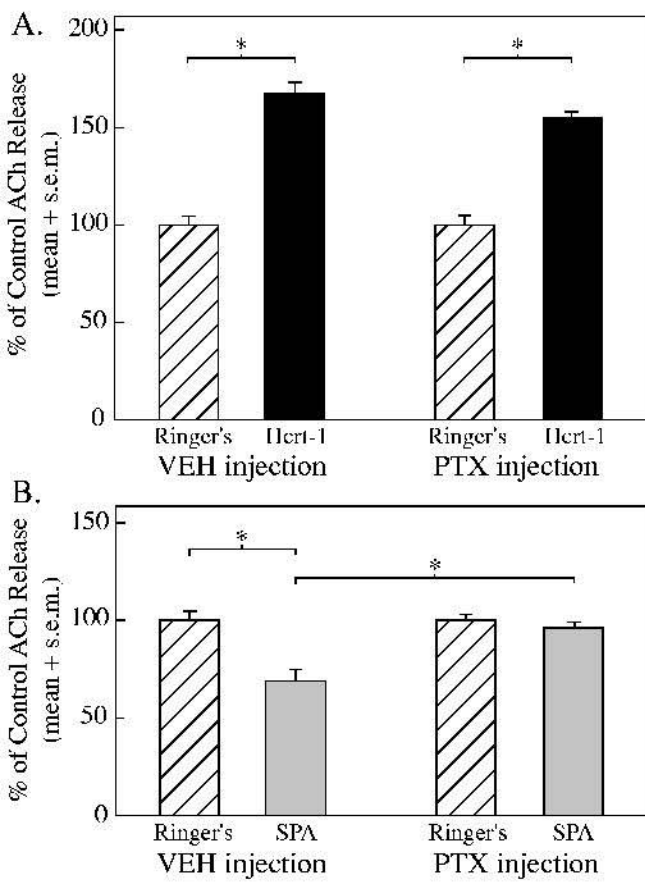 A.
% of Control ACh Release
(mean + s.e.m.)
200
150
100
50
0
*
*
Ringer's Hcrt-1 Ringer's Hcrt-1
VEH injection PTX injection
B.
% of Control ACh Release
(mean + s.e.m.)
150
100
50
0
*
*
Ringer's SPA Ringer's SPA
VEH injection PTX injection